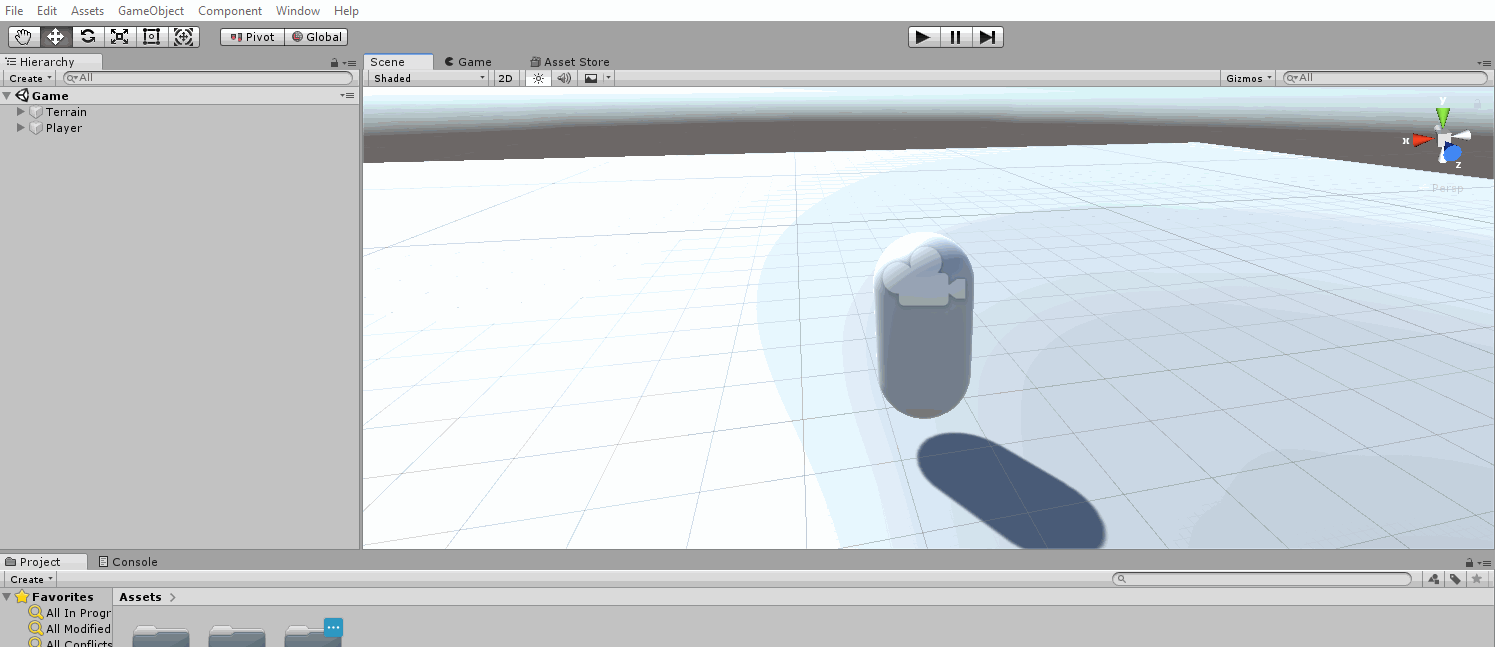 File Edit Assets GameObject Component Window Help
Pivot Global
Hierarchy Scene Game Asset Store
Create All Shaded 2D Gizmos All
Game
Terrain
Player
y
x
z
Persp
Project Console
Create
Favorites Assets
All In Progr
All Modified
All Conflicts